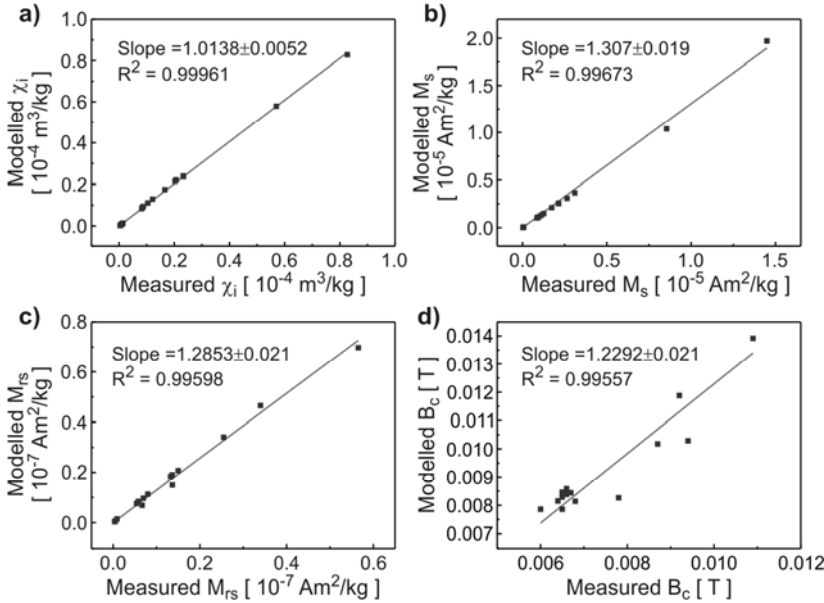 a)
Slope =1.0138±0.0052
R² = 0.99961
Modelled χi
[ 10⁻⁴ m³/kg ]
1.0
0.8
0.6
0.4
0.2
0.0
0.0 0.2 0.4 0.6 0.8 1.0
Measured χi [ 10⁻⁴ m³/kg ]
b)
Slope =1.307±0.019
R² = 0.99673
Modelled Ms
[ 10⁻⁵ Am²/kg ]
2.0
1.5
1.0
0.5
0.0
0.0 0.5 1.0 1.5
Measured Ms [ 10⁻⁵ Am²/kg ]
c)
Slope =1.2853±0.021
R² = 0.99598
Modelled Mrs
[ 10⁻⁷ Am²/kg ]
0.8
0.6
0.4
0.2
0.0
0.0 0.2 0.4 0.6
Measured Mrs [ 10⁻⁷ Am²/kg ]
d)
Slope =1.2292±0.021
R² = 0.99557
Modelled Bc [ T ]
0.014
0.013
0.012
0.011
0.010
0.009
0.008
0.007
0.006 0.008 0.010 0.012
Measured Bc [ T ]